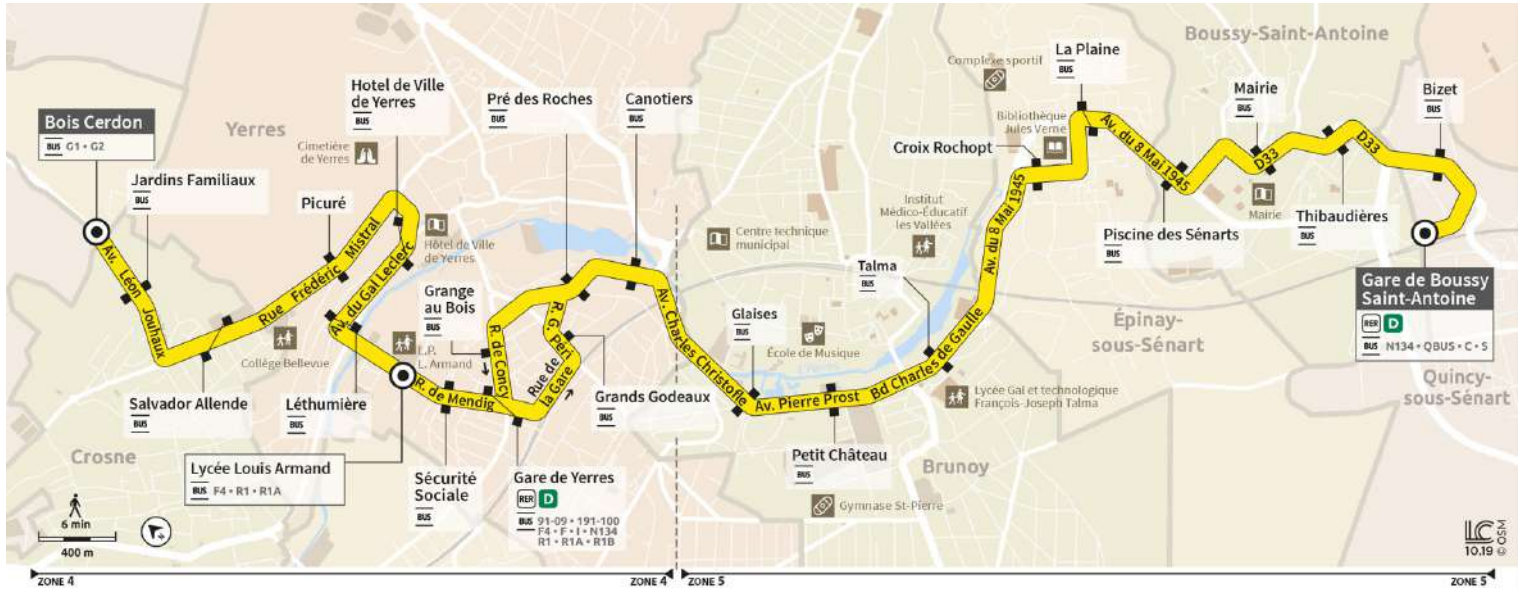 Bois Cerdon
BUS G1 • G2
Jardins Familiaux
BUS
Yerres
Cimetière
de Yerres
Hotel de Ville
de Yerres
BUS
Picuré
Pré des Roches
BUS
Canotiers
BUS
Complexe sportif
La Plaine
BUS
Boussy-Saint-Antoine
Mairie
BUS
Bizet
BUS
Bibliothèque
Jules Verne
Croix Rochopt
BUS
Institut
Médico-Éducatif
les Vallées
Centre technique
municipal
Hôtel de Ville
de Yerres
Grange
au Bois
BUS
Talma
BUS
Glaises
BUS
École de Musique
Piscine des Sénarts
BUS
Mairie
Thibaudières
BUS
Gare de Boussy
Saint-Antoine
RER D
BUS N134 • QBUS • C • S
Épinay-
sous-Sénart
Quincy-
sous-Sénart
Av. Léon Jouhaux
Rue Frédéric Mistral
Av. du Gal Leclerc
R. de Mendig
R. de Concy
Rue de
la Gare
R. G. Péri
Av. Charles Christofle
Av. Pierre Prost
Bd Charles de Gaulle
Av. du 8 Mai 1945
Av. du 8 Mai 1945
D33
D33
Collège Bellevue
L.P.
L. Armand
Salvador Allende
BUS
Léthumière
BUS
Crosne
Lycée Louis Armand
BUS F4 • R1 • R1A
Sécurité
Sociale
BUS
Gare de Yerres
RER D
BUS 91-09 • 191-100
F4 • F • I • N134
R1 • R1A • R1B
Grands Godeaux
BUS
Petit Château
BUS
Lycée Gal et technologique
François-Joseph Talma
Brunoy
Gymnase St-Pierre
6 min
400 m
LC
10.19 © OSM
ZONE 4
ZONE 4
ZONE 5
ZONE 5